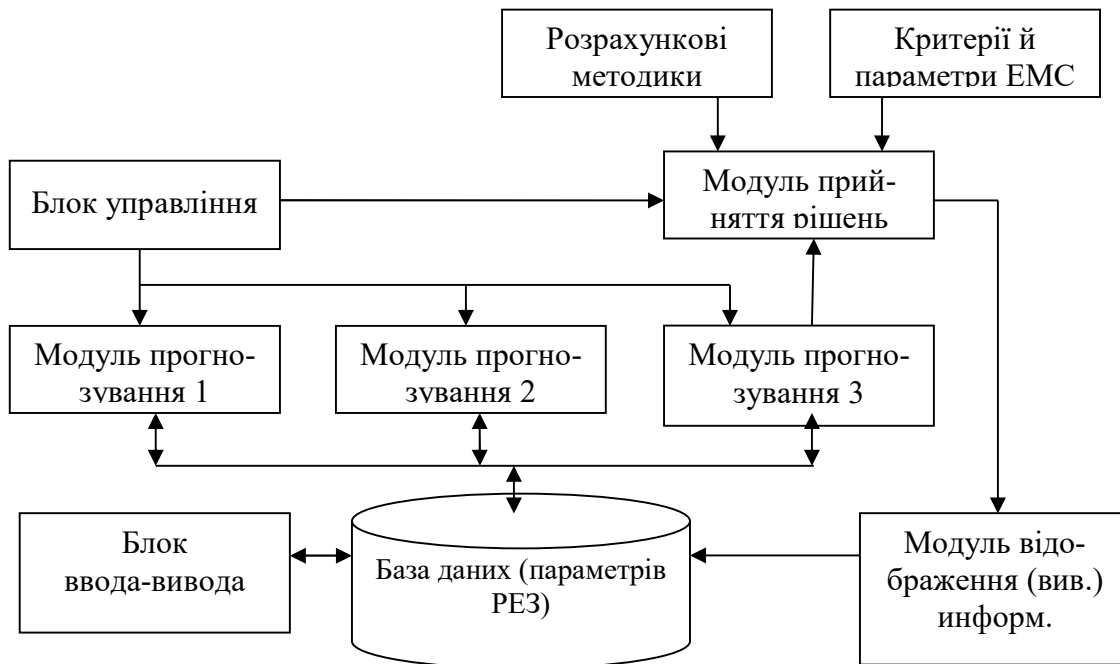 Розрахункові
методики
Критерії й
параметри ЕМС
Блок управління
Модуль прий-
няття рішень
Модуль прогно-
зування 1
Модуль прогно-
зування 2
Модуль прогно-
зування 3
Блок
ввода-вивода
База даних (параметрів
РЕЗ)
Модуль відо-
браження (вив.)
информ.